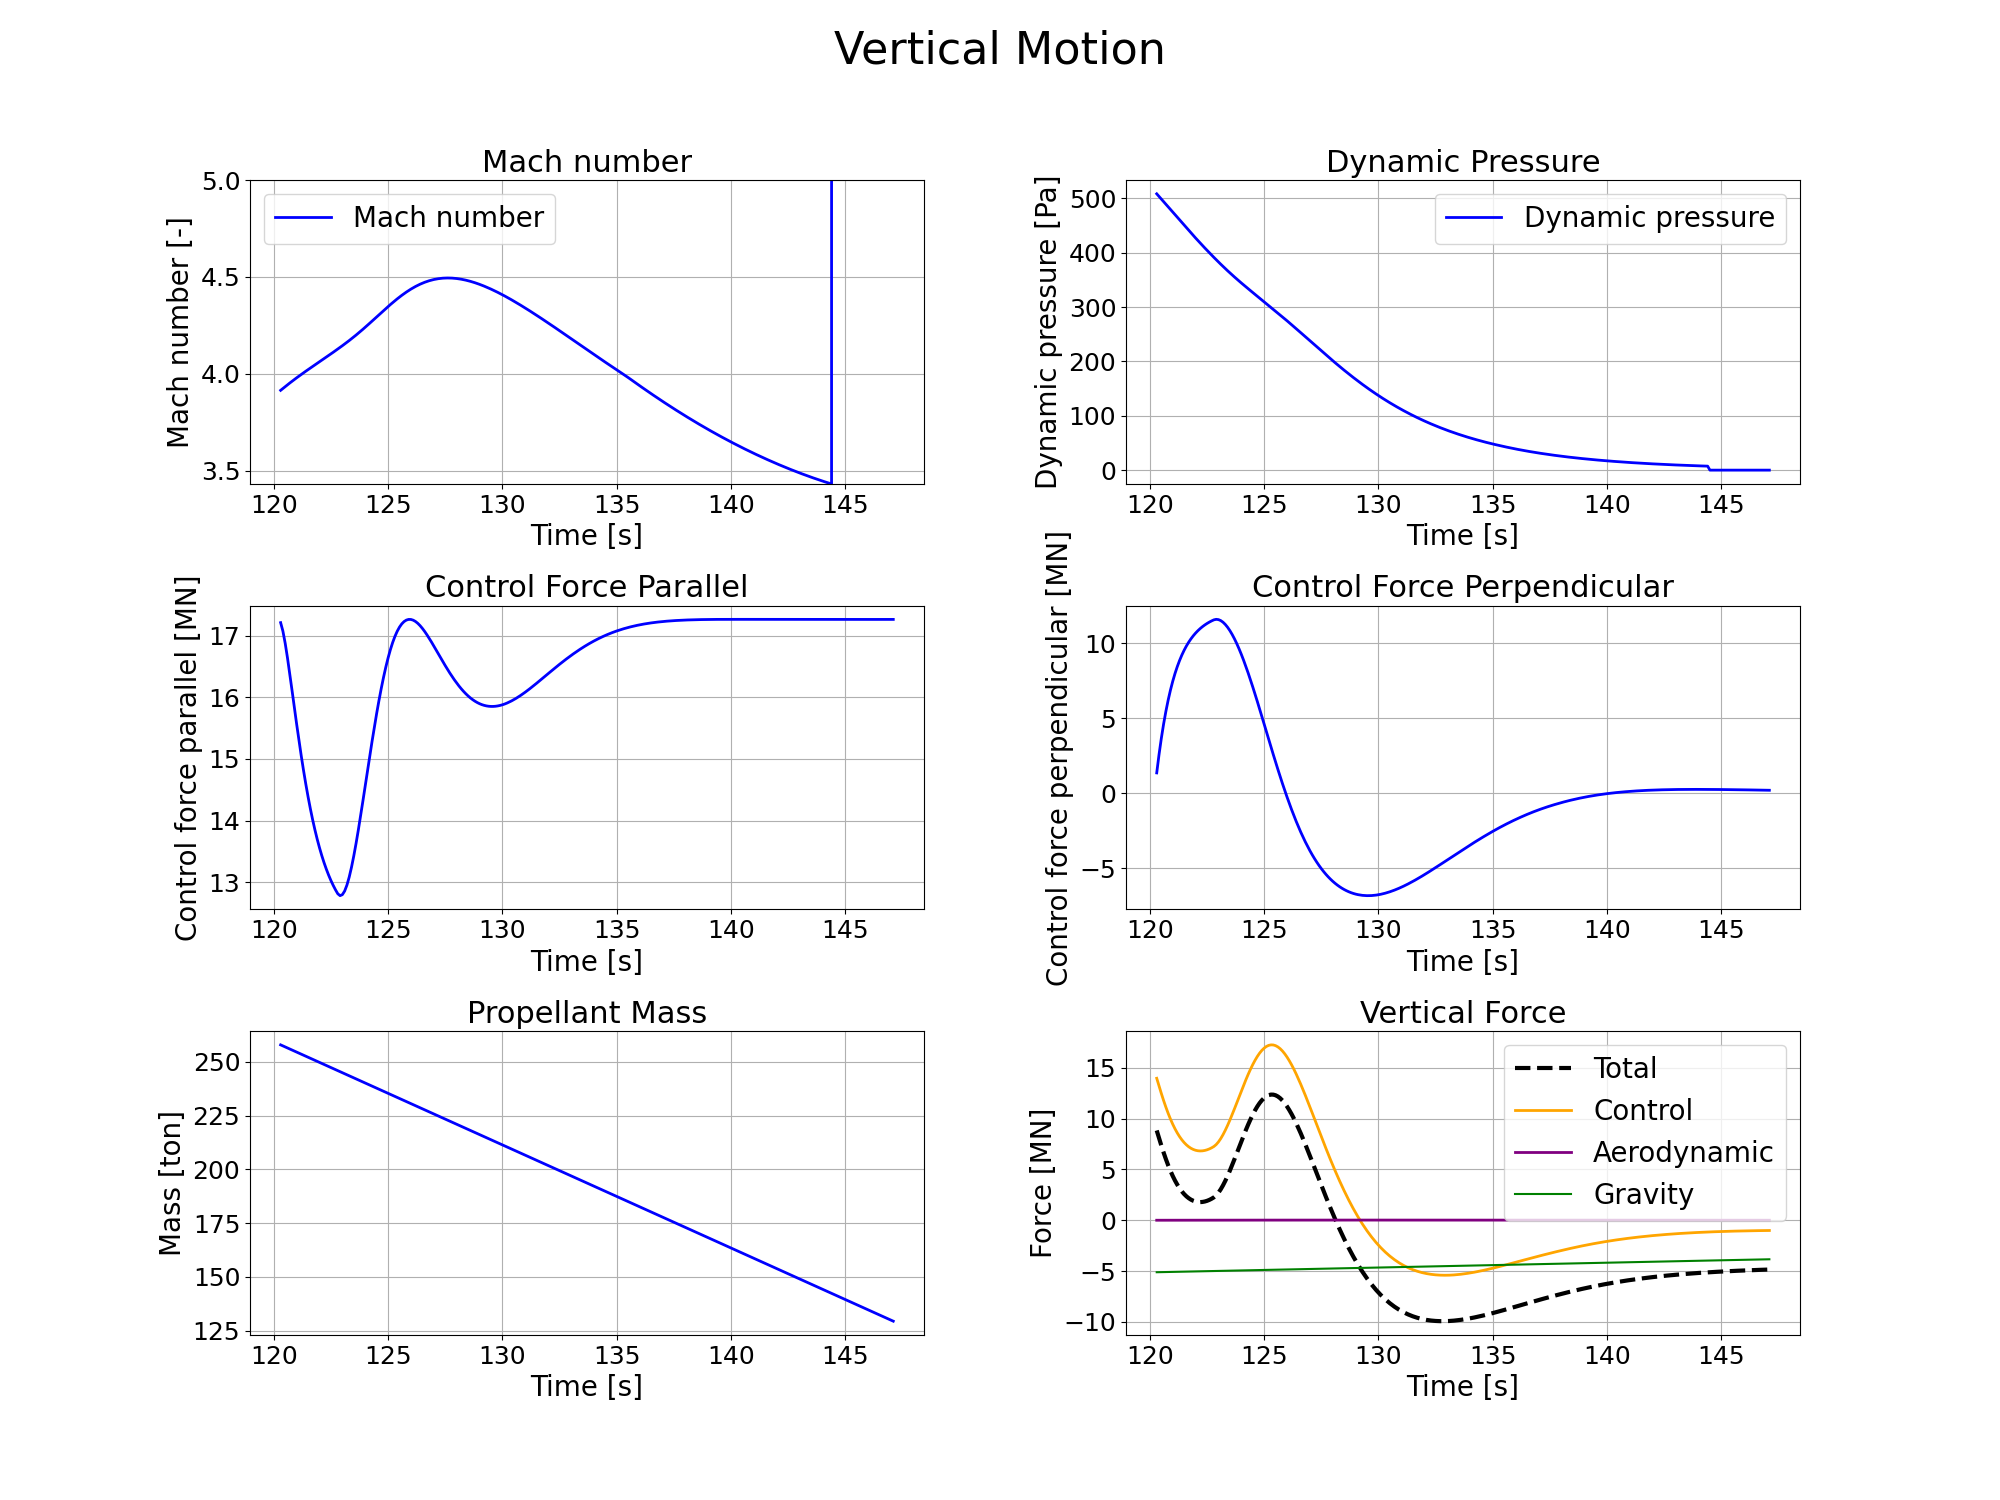 Vertical Motion
Mach number
Mach number [-]
5.0
4.5
4.0
3.5
Mach number
120 125 130 135 140 145
Time [s]
Dynamic Pressure
Dynamic pressure [Pa]
500
400
300
200
100
0
Dynamic pressure
120 125 130 135 140 145
Time [s]
Control Force Parallel
Control force parallel [MN]
17
16
15
14
13
120 125 130 135 140 145
Time [s]
Control Force Perpendicular
Control force perpendicular [MN]
10
5
0
−5
120 125 130 135 140 145
Time [s]
Propellant Mass
Mass [ton]
250
225
200
175
150
125
120 125 130 135 140 145
Time [s]
Vertical Force
Force [MN]
15
10
5
0
−5
−10
Total
Control
Aerodynamic
Gravity
120 125 130 135 140 145
Time [s]